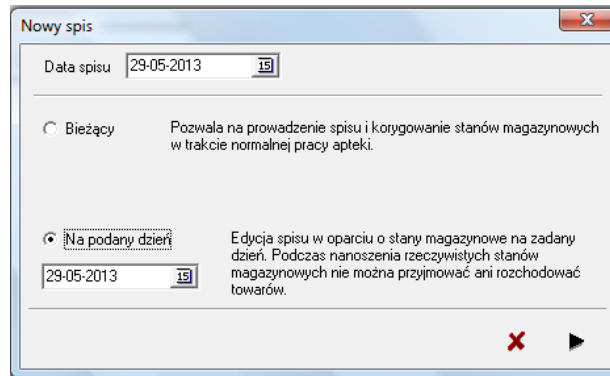 Nowy spis
Data spisu 29-05-2013 15
Bieżący Pozwala na prowadzenie spisu i korygowanie stanów magazynowych
w trakcie normalnej pracy apteki.
Na podany dzień Edycja spisu w oparciu o stany magazynowe na zadany
dzień. Podczas nanoszenia rzeczywistych stanów
29-05-2013 15 magazynowych nie można przyjmować ani rozchodować
towarów.